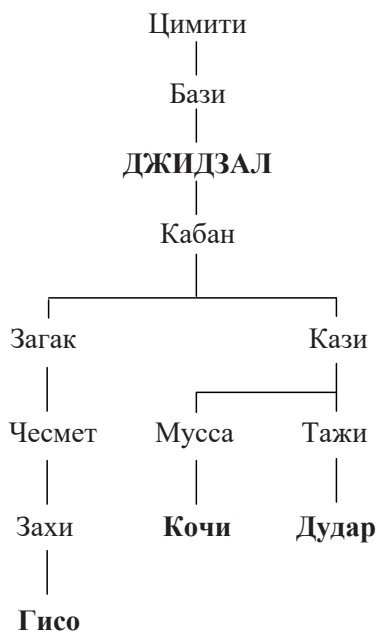 Цимити
Бази
ДЖИДЗАЛ
Кабан
Загак Кази
Чесмет Мусса Тажи
Захи Кочи Дудар
Гисо